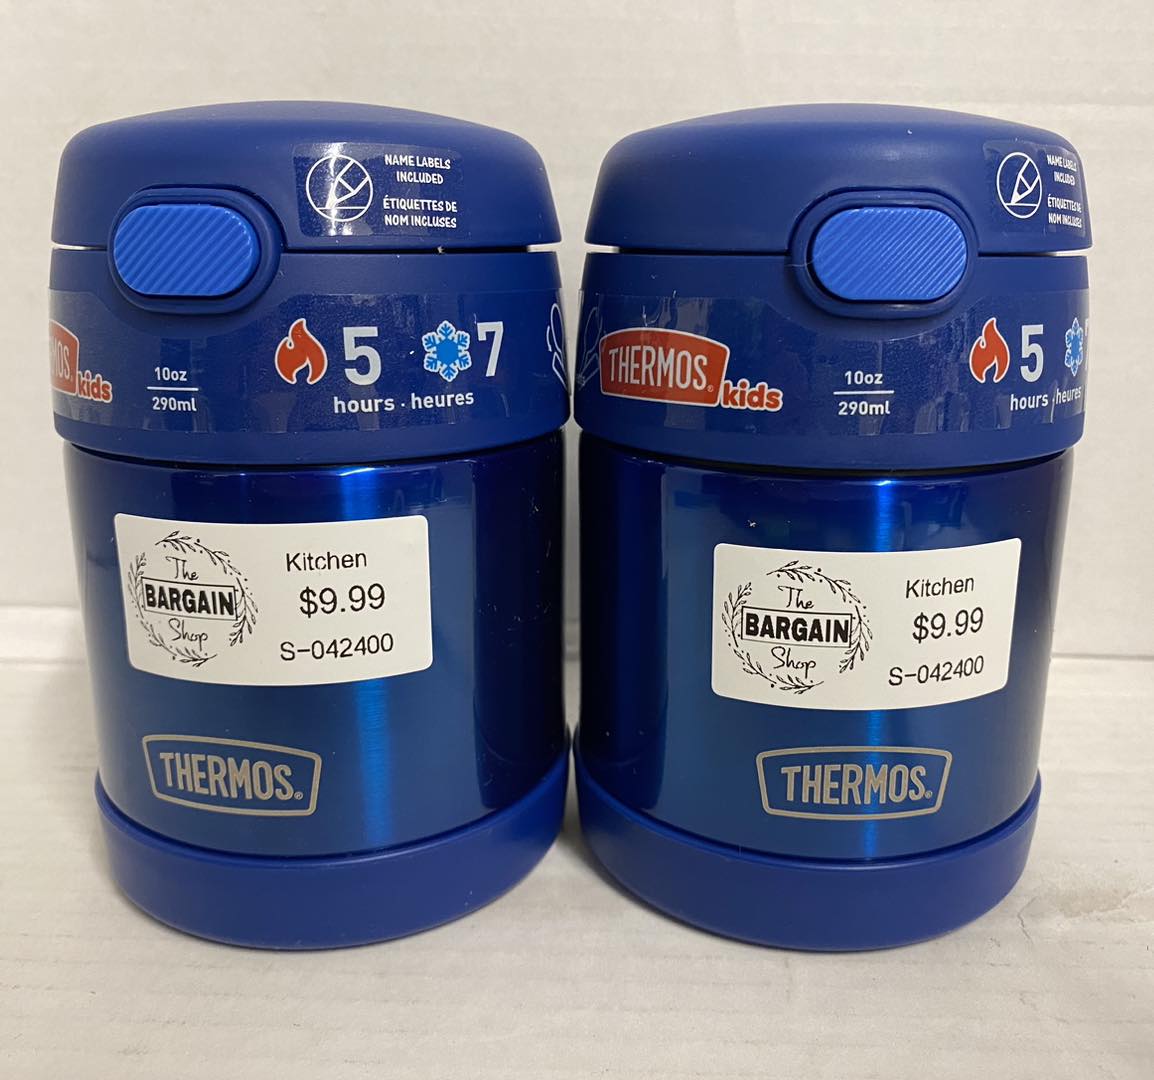 NAME LABELS
INCLUDED
ÉTIQUETTES DE
NOM INCLUSES
kids
10oz
290ml
5
7
hours · heures
The
BARGAIN
Shop
Kitchen
$9.99
S-042400
THERMOS®
NAME LABELS
INCLUDED
ÉTIQUETTES DE
NOM INCLUSES
THERMOS®
kids
10oz
290ml
5
hours · heures
The
BARGAIN
Shop
Kitchen
$9.99
S-042400
THERMOS®